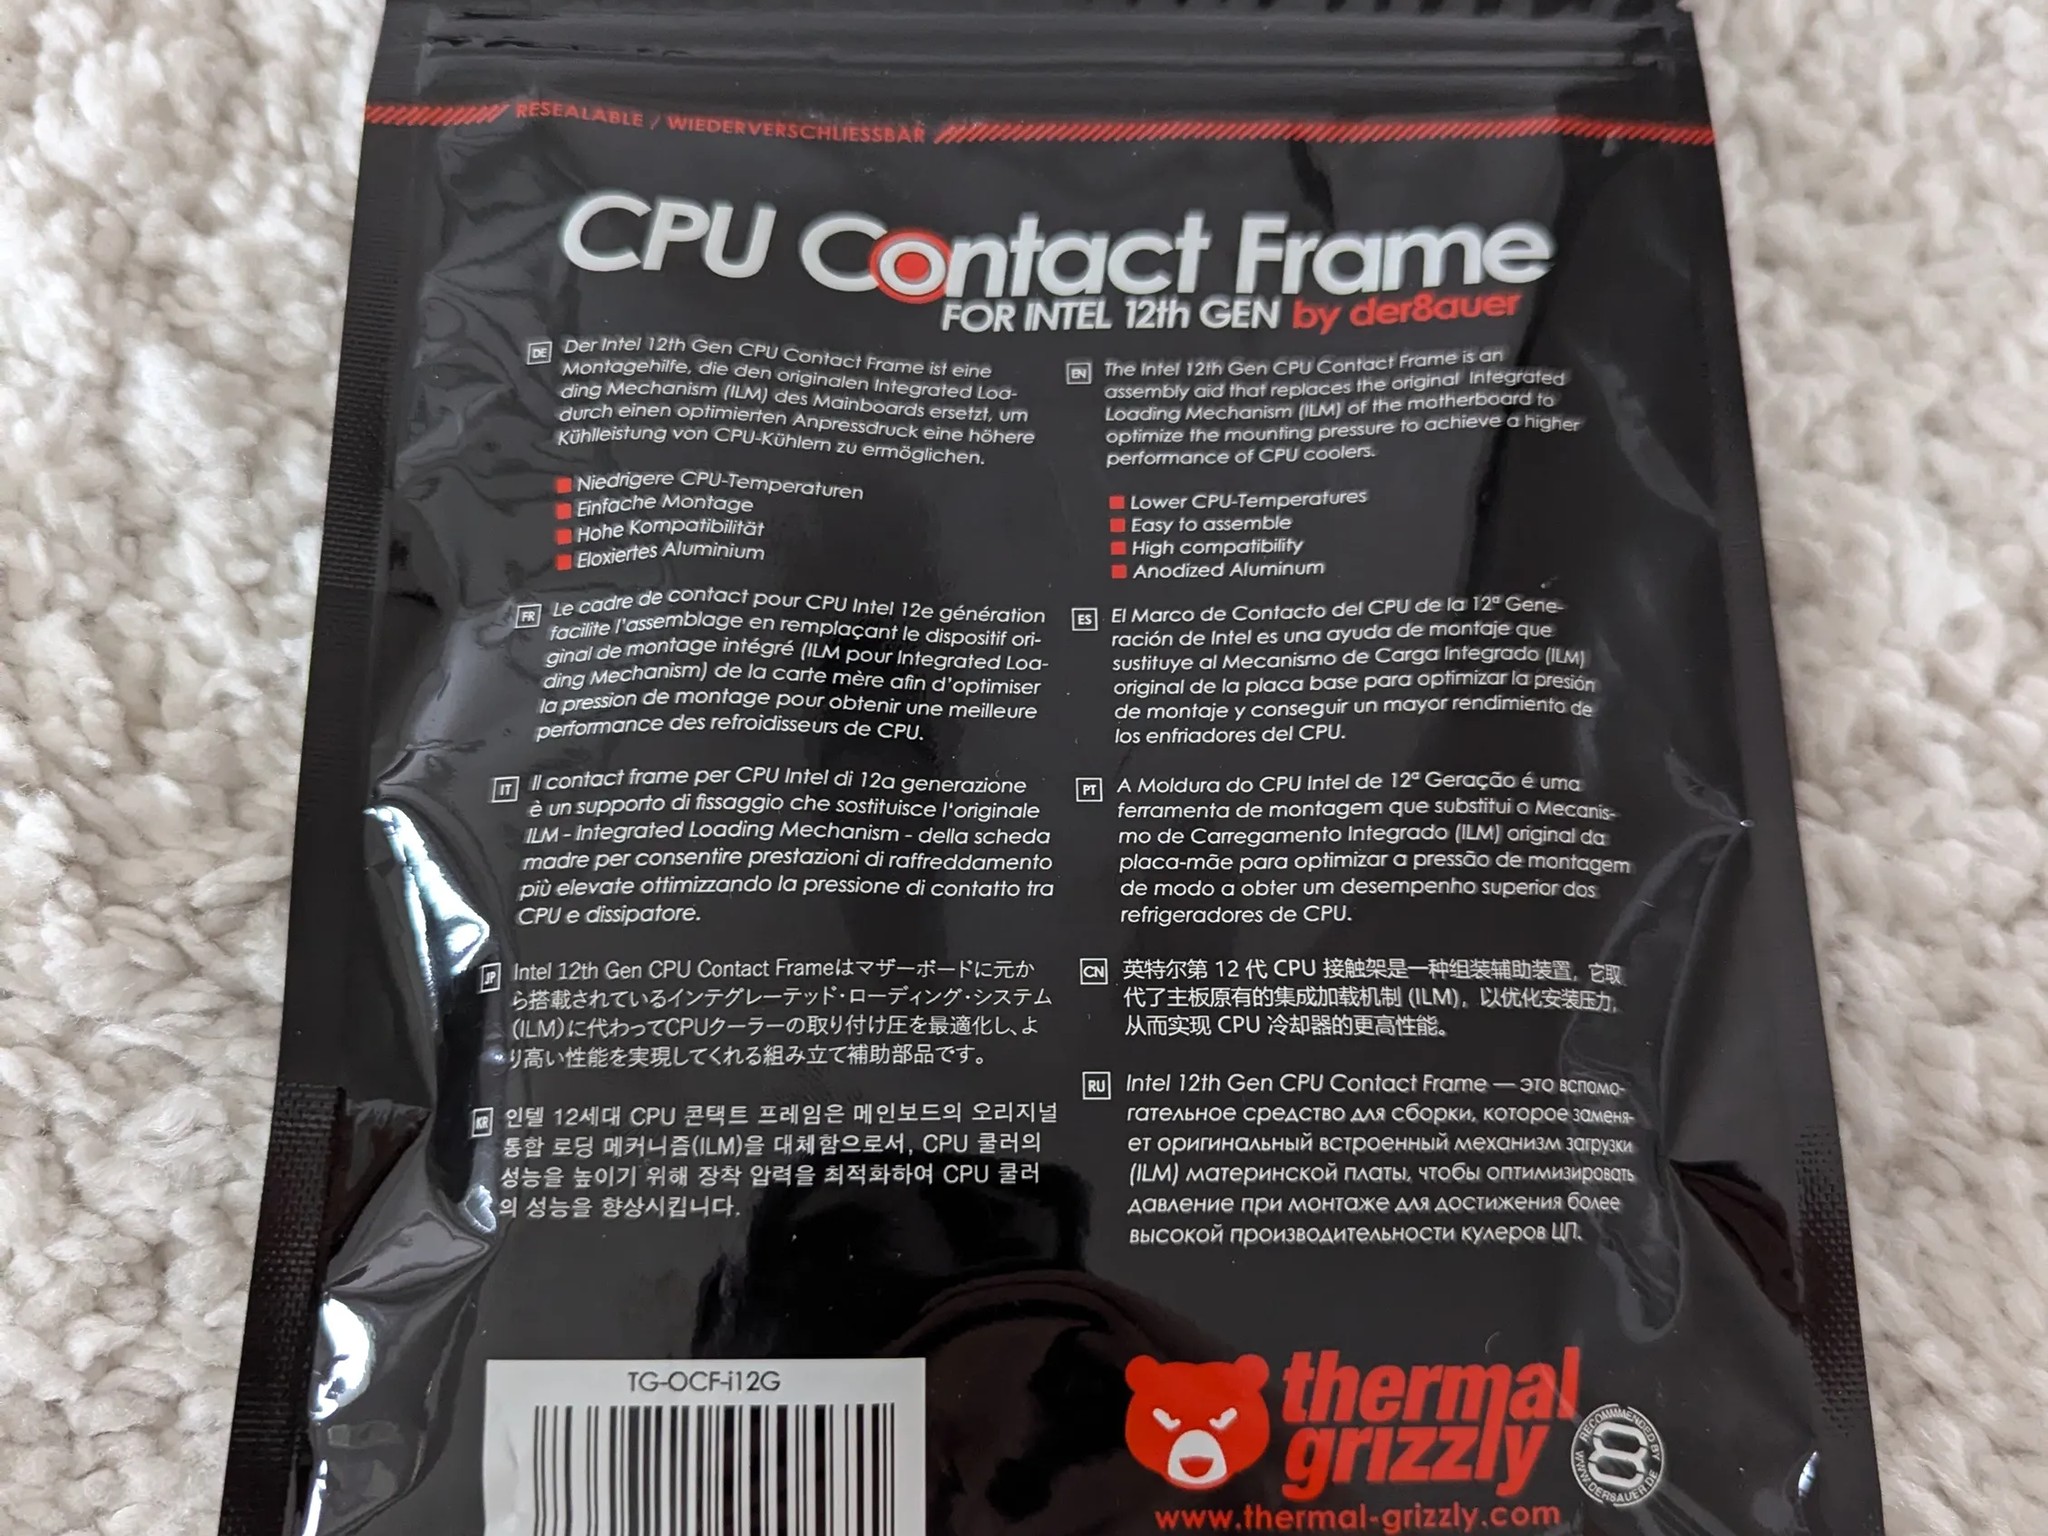 RESEALABLE / WIEDERVERSCHLIESSBAR
CPU Contact Frame
FOR INTEL 12th GEN by der8auer
DE
Der Intel 12th Gen CPU Contact Frame ist eine
Montagehilfe, die den originalen Integrated Loa-
ding Mechanism (ILM) des Mainboards ersetzt, um
durch einen optimierten Anpressdruck eine höhere
Kühlleistung von CPU-Kühlern zu ermöglichen.
Niedrigere CPU-Temperaturen
Einfache Montage
Hohe Kompatibilität
Eloxiertes Aluminium
EN
The Intel 12th Gen CPU Contact Frame is an
assembly aid that replaces the original Integrated
Loading Mechanism (ILM) of the motherboard to
optimize the mounting pressure to achieve a higher
performance of CPU coolers.
Lower CPU-Temperatures
Easy to assemble
High compatibility
Anodized Aluminum
FR
Le cadre de contact pour CPU Intel 12e génération
facilite l'assemblage en remplaçant le dispositif ori-
ginal de montage intégré (ILM pour Integrated Loa-
ding Mechanism) de la carte mère afin d'optimiser
la pression de montage pour obtenir une meilleure
performance des refroidisseurs de CPU.
ES
El Marco de Contacto del CPU de la 12ª Gene-
ración de Intel es una ayuda de montaje que
sustituye al Mecanismo de Carga Integrado (ILM)
original de la placa base para optimizar la presión
de montaje y conseguir un mayor rendimiento de
los enfriadores del CPU.
IT
Il contact frame per CPU Intel di 12a generazione
è un supporto di fissaggio che sostituisce l'originale
ILM - Integrated Loading Mechanism - della scheda
madre per consentire prestazioni di raffreddamento
più elevate ottimizzando la pressione di contatto tra
CPU e dissipatore.
PT
A Moldura do CPU Intel de 12ª Geração é uma
ferramenta de montagem que substitui o Mecanis-
mo de Carregamento Integrado (ILM) original da
placa-mãe para optimizar a pressão de montagem
de modo a obter um desempenho superior dos
refrigeradores de CPU.
JP
Intel 12th Gen CPU Contact Frameはマザーボードに元か
ら搭載されているインテグレーテッド・ローディング・システム
(ILM)に代わってCPUクーラーの取り付け圧を最適化し、よ
り高い性能を実現してくれる組み立て補助部品です。
CN
英特尔第 12 代 CPU 接触架是一种组装辅助装置，它取
代了主板原有的集成加载机制 (ILM)，以优化安装压力，
从而实现 CPU 冷却器的更高性能。
KR
인텔 12세대 CPU 콘택트 프레임은 메인보드의 오리지널
통합 로딩 메커니즘(ILM)을 대체함으로서, CPU 쿨러의
성능을 높이기 위해 장착 압력을 최적화하여 CPU 쿨러
의 성능을 향상시킵니다.
RU
Intel 12th Gen CPU Contact Frame — это вспомо-
гательное средство для сборки, которое заменя-
ет оригинальный встроенный механизм загрузки
(ILM) материнской платы, чтобы оптимизировать
давление при монтаже для достижения более
высокой производительности кулеров ЦП.
TG-OCF-i12G
thermal
grizzly
RECOMMENDED BY
WWW.DER8AUER.DE
www.thermal-grizzly.com